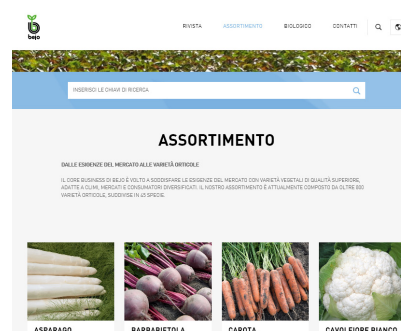 bejo
RIVISTA ASSORTIMENTO BIOLOGICO CONTATTI
INSERISCI LE CHIAVI DI RICERCA
ASSORTIMENTO
DALLE ESIGENZE DEL MERCATO ALLE VARIETÀ ORTICOLE
IL CORE BUSINESS DI BEJO È VOLTO A SODDISFARE LE ESIGENZE DEL MERCATO CON VARIETÀ VEGETALI DI QUALITÀ SUPERIORE,
ADATTE A CLIMI, MERCATI E CONSUMATORI DIVERSIFICATI. IL NOSTRO ASSORTIMENTO È ATTUALMENTE COMPOSTO DA OLTRE 800
VARIETÀ ORTICOLE, SUDDIVISE IN 45 SPECIE.
ASPARAGO BARBABIETOLA CAROTA CAVOLFIORE BIANCO